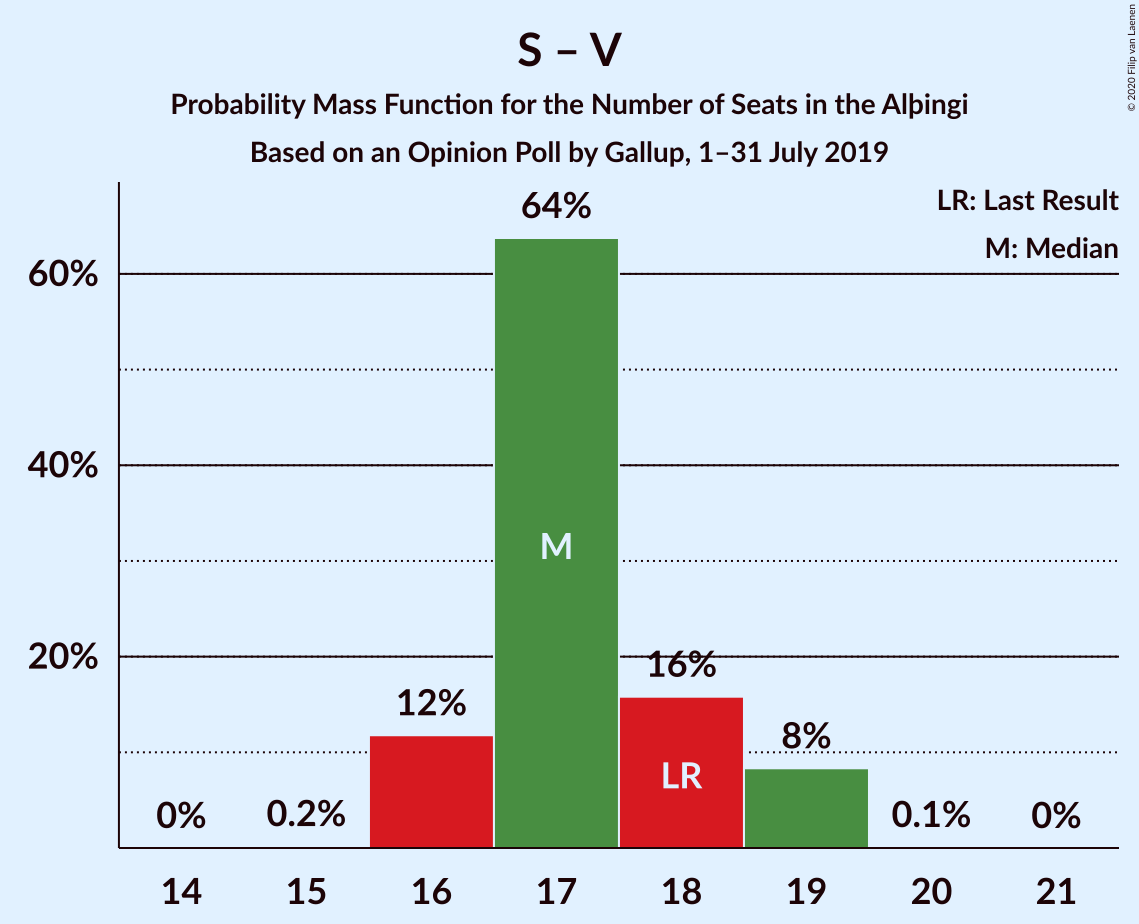 © 2020 Filip van Laenen
S – V
Probability Mass Function for the Number of Seats in the Alþingi
Based on an Opinion Poll by Gallup, 1–31 July 2019
LR: Last Result
M: Median
64%
60%
40%
M
20%
16%
12%
8%
LR
0%
0.2%
0.1%
0%
14 15 16 17 18 19 20 21